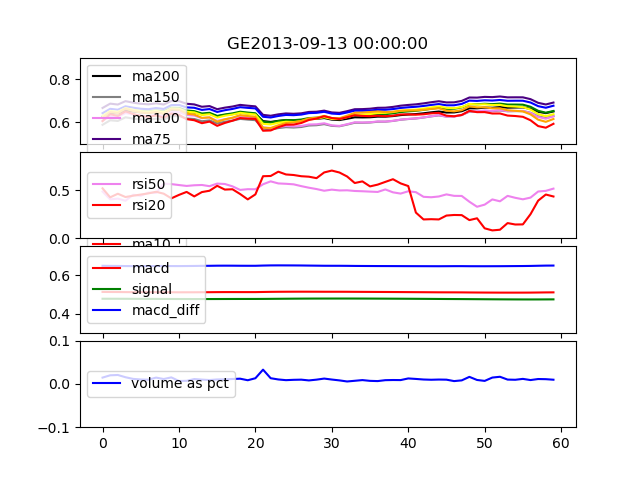 GE2013-09-13 00:00:00
0.8
0.6
ma200
ma150
ma100
ma75
0.5
0.0
rsi50
rsi20
ma10
0.6
0.4
macd
signal
macd_diff
0.1
0.0
−0.1
volume as pct
0 10 20 30 40 50 60